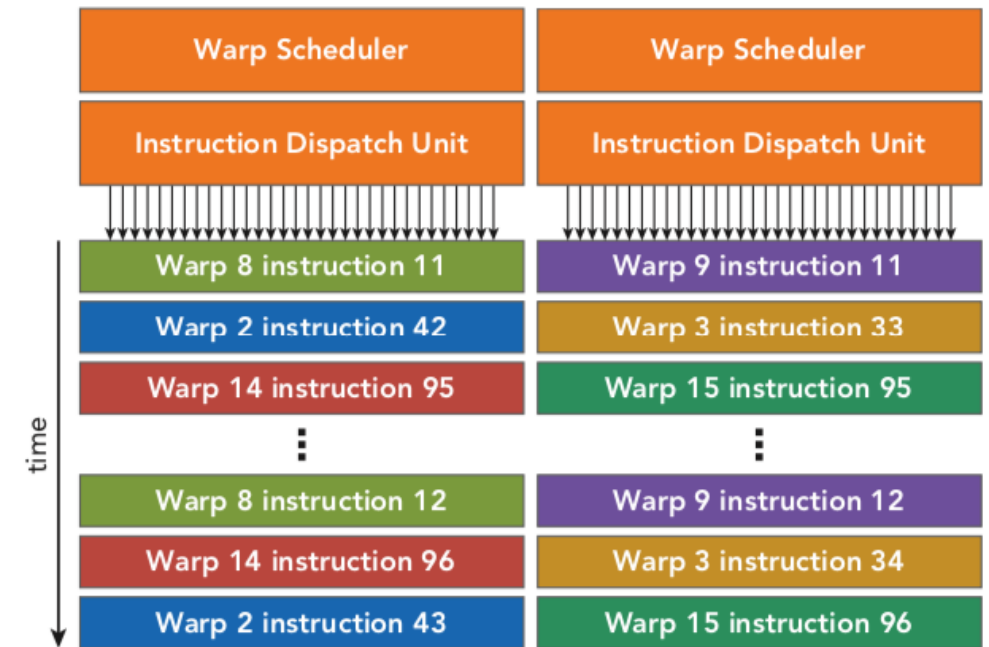 Warp Scheduler
Warp Scheduler
Instruction Dispatch Unit
Instruction Dispatch Unit
time
Warp 8 instruction 11
Warp 9 instruction 11
Warp 2 instruction 42
Warp 3 instruction 33
Warp 14 instruction 95
Warp 15 instruction 95
Warp 8 instruction 12
Warp 9 instruction 12
Warp 14 instruction 96
Warp 3 instruction 34
Warp 2 instruction 43
Warp 15 instruction 96